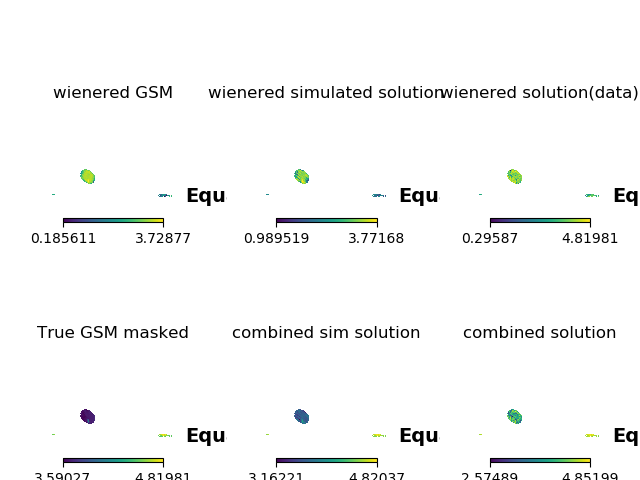 wienered GSM wienered simulated solution wienered solution(data)
Equ Equ Eq
0.185611 3.72877 0.989519 3.77168 0.29587 4.81981
True GSM masked combined sim solution combined solution
Equ Equ Eq
3.59027 4.81981 3.16221 4.82037 2.57489 4.85199